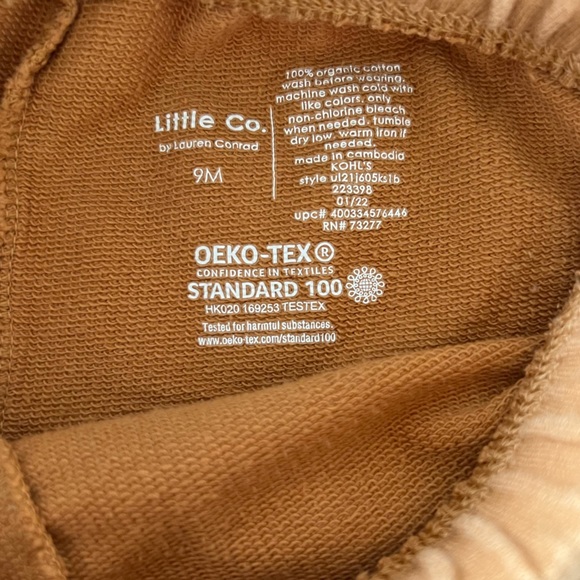 Little Co.
by Lauren Conrad
9M
100% organic cotton
wash before wearing.
machine wash cold with
like colors. only
non-chlorine bleach
when needed. tumble
dry low. warm iron if
needed.
made in cambodia
KOHL'S
style ul21j605ks1b
223398
01/22
upc# 400334576446
RN# 73277
OEKO-TEX®
CONFIDENCE IN TEXTILES
STANDARD 100
HK020 169253 TESTEX
Tested for harmful substances.
www.oeko-tex.com/standard100